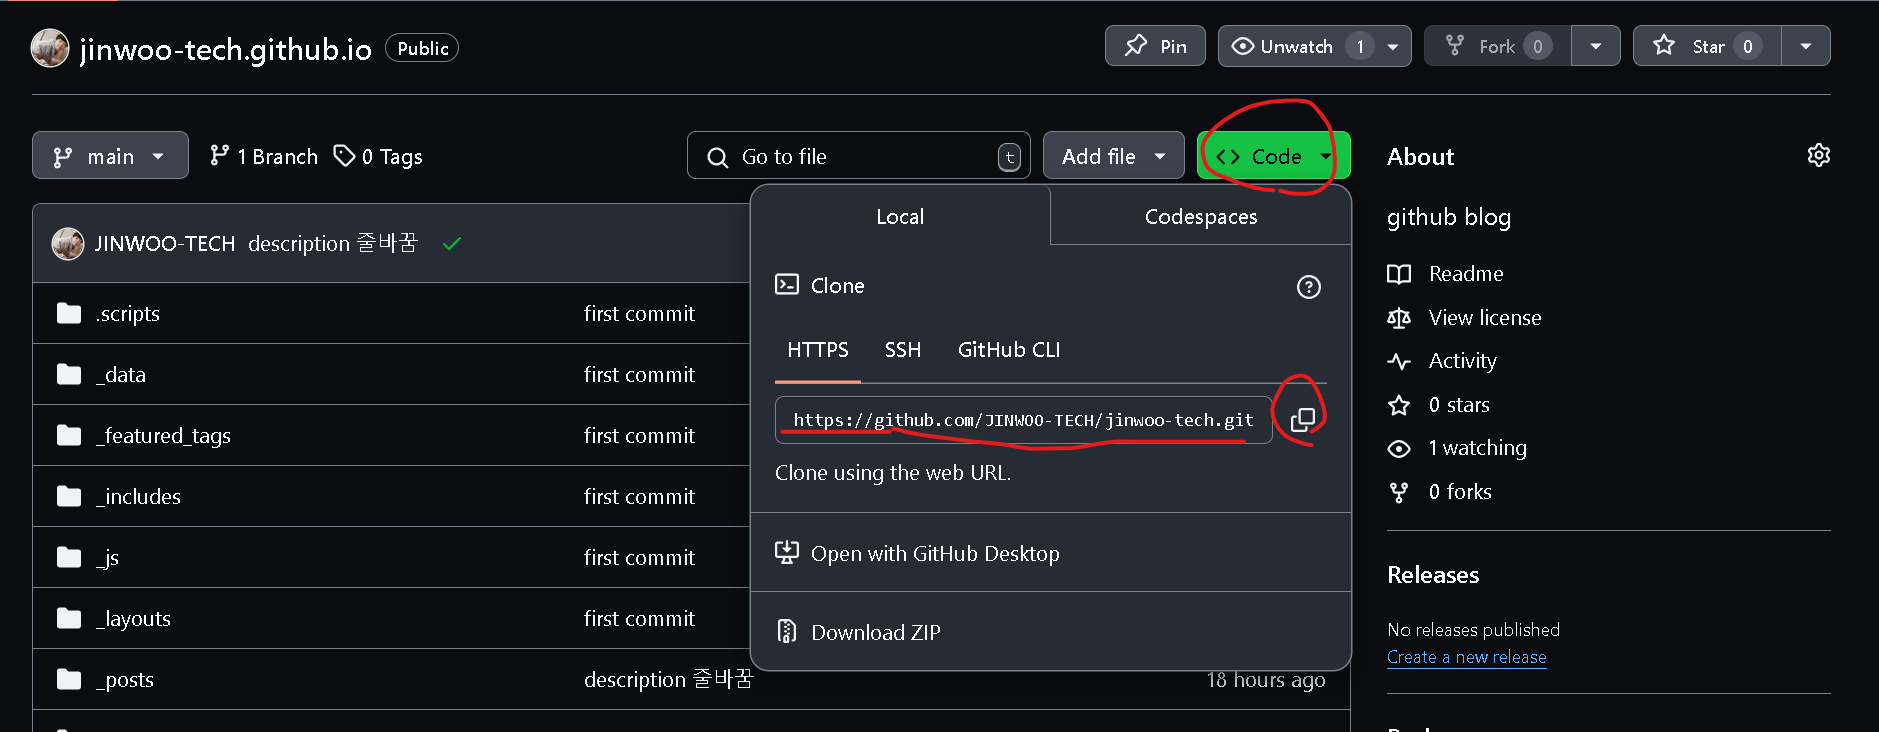 jinwoo-tech.github.io Public Pin Unwatch 1 Fork 0 Star 0
main 1 Branch 0 Tags Go to file t Add file Code
JINWOO-TECH description 줄바꿈
.scripts first commit
_data first commit
_featured_tags first commit
_includes first commit
_js first commit
_layouts first commit
_posts description 줄바꿈 18 hours ago
Local Codespaces
Clone
HTTPS SSH GitHub CLI
https://github.com/JINWOO-TECH/jinwoo-tech.git
Clone using the web URL.
Open with GitHub Desktop
Download ZIP
About
github blog
Readme
View license
Activity
0 stars
1 watching
0 forks
Releases
No releases published
Create a new release